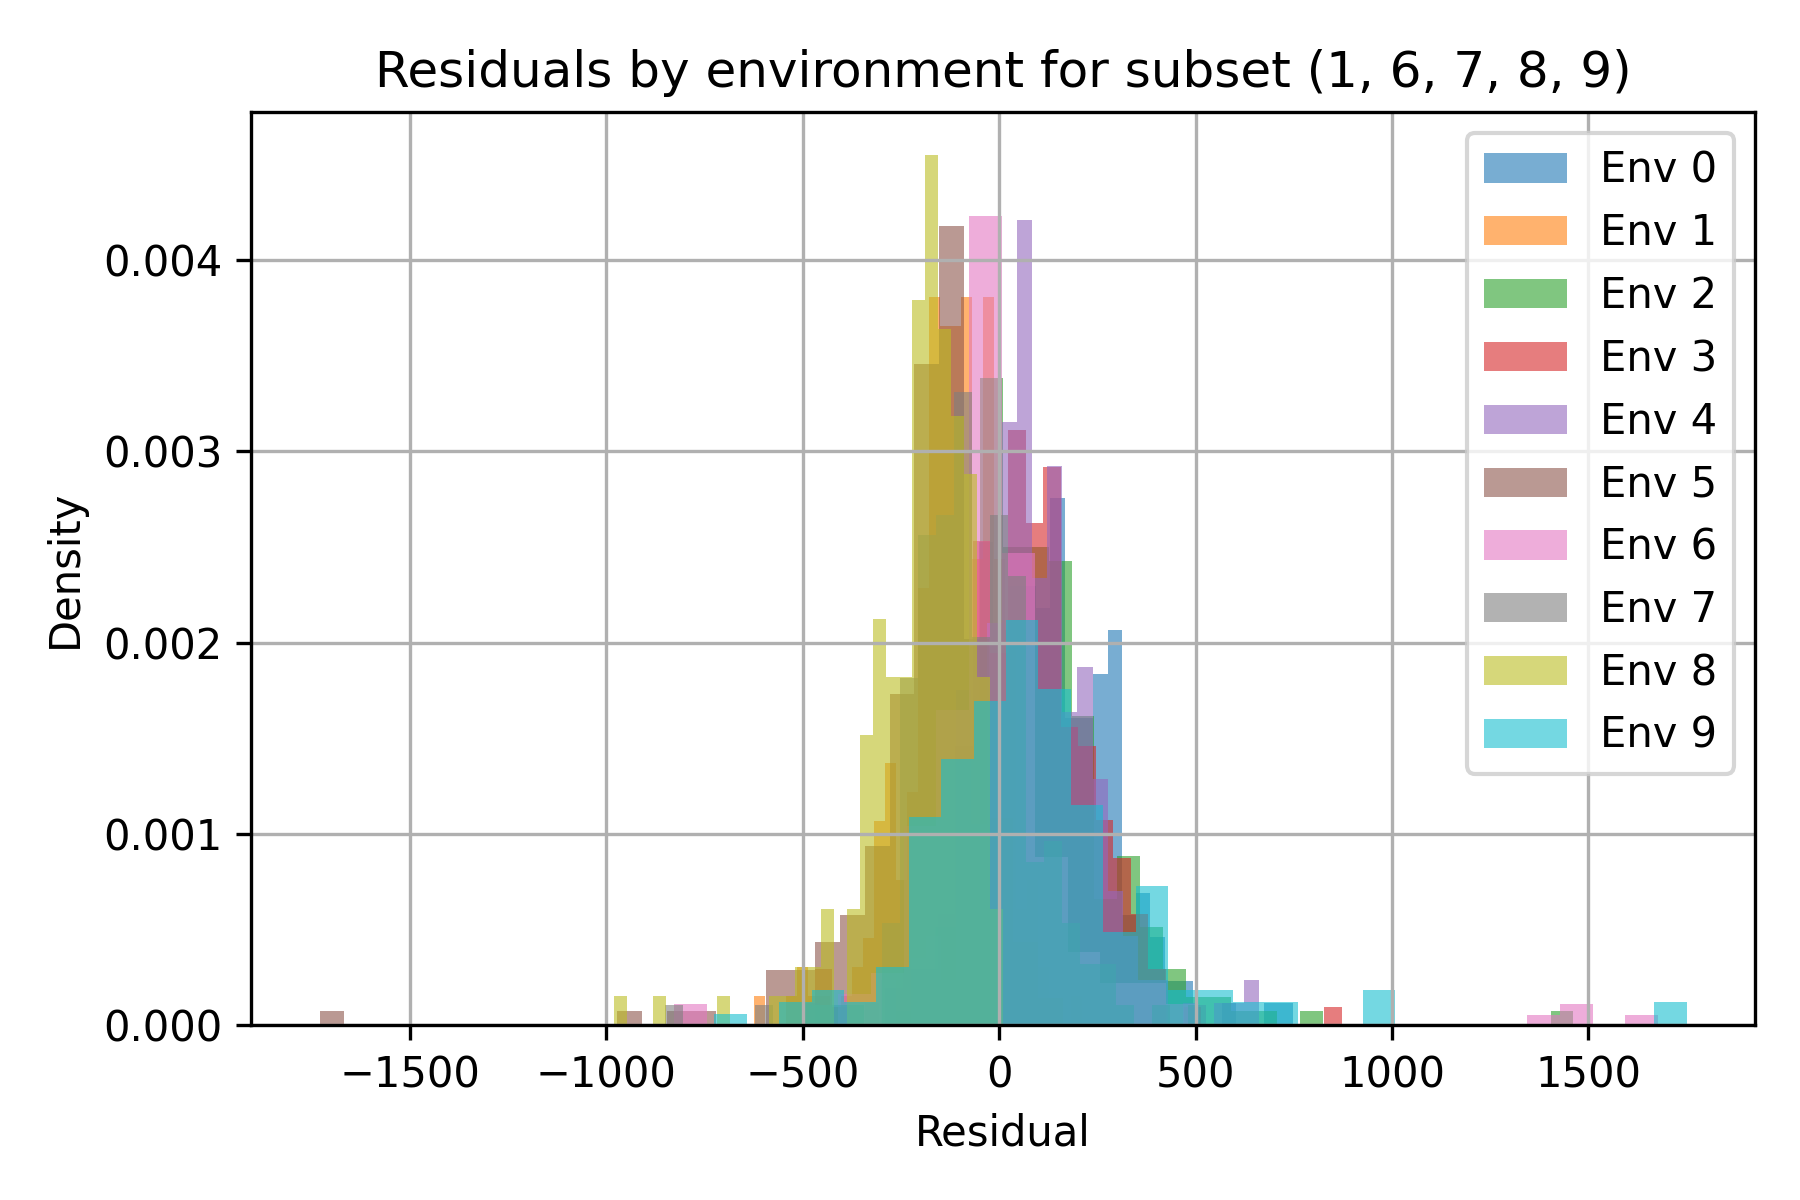 Residuals by environment for subset (1, 6, 7, 8, 9)
Density
0.004
0.003
0.002
0.001
0.000
−1500
−1000
−500
0
500
1000
1500
Residual
Env 0
Env 1
Env 2
Env 3
Env 4
Env 5
Env 6
Env 7
Env 8
Env 9